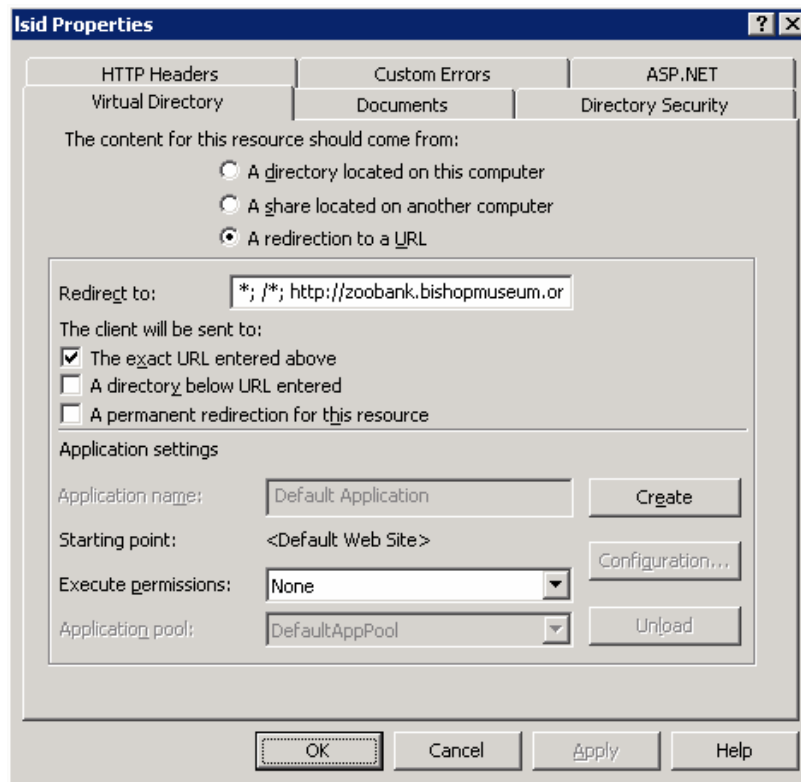 lsid Properties
HTTP Headers Custom Errors ASP.NET
Virtual Directory Documents Directory Security
The content for this resource should come from:
A directory located on this computer
A share located on another computer
A redirection to a URL
Redirect to: *; /*; http://zoobank.bishopmuseum.or
The client will be sent to:
The exact URL entered above
A directory below URL entered
A permanent redirection for this resource
Application settings
Application name: Default Application Create
Starting point: <Default Web Site>
Configuration...
Execute permissions: None
Application pool: DefaultAppPool Unload
OK Cancel Apply Help